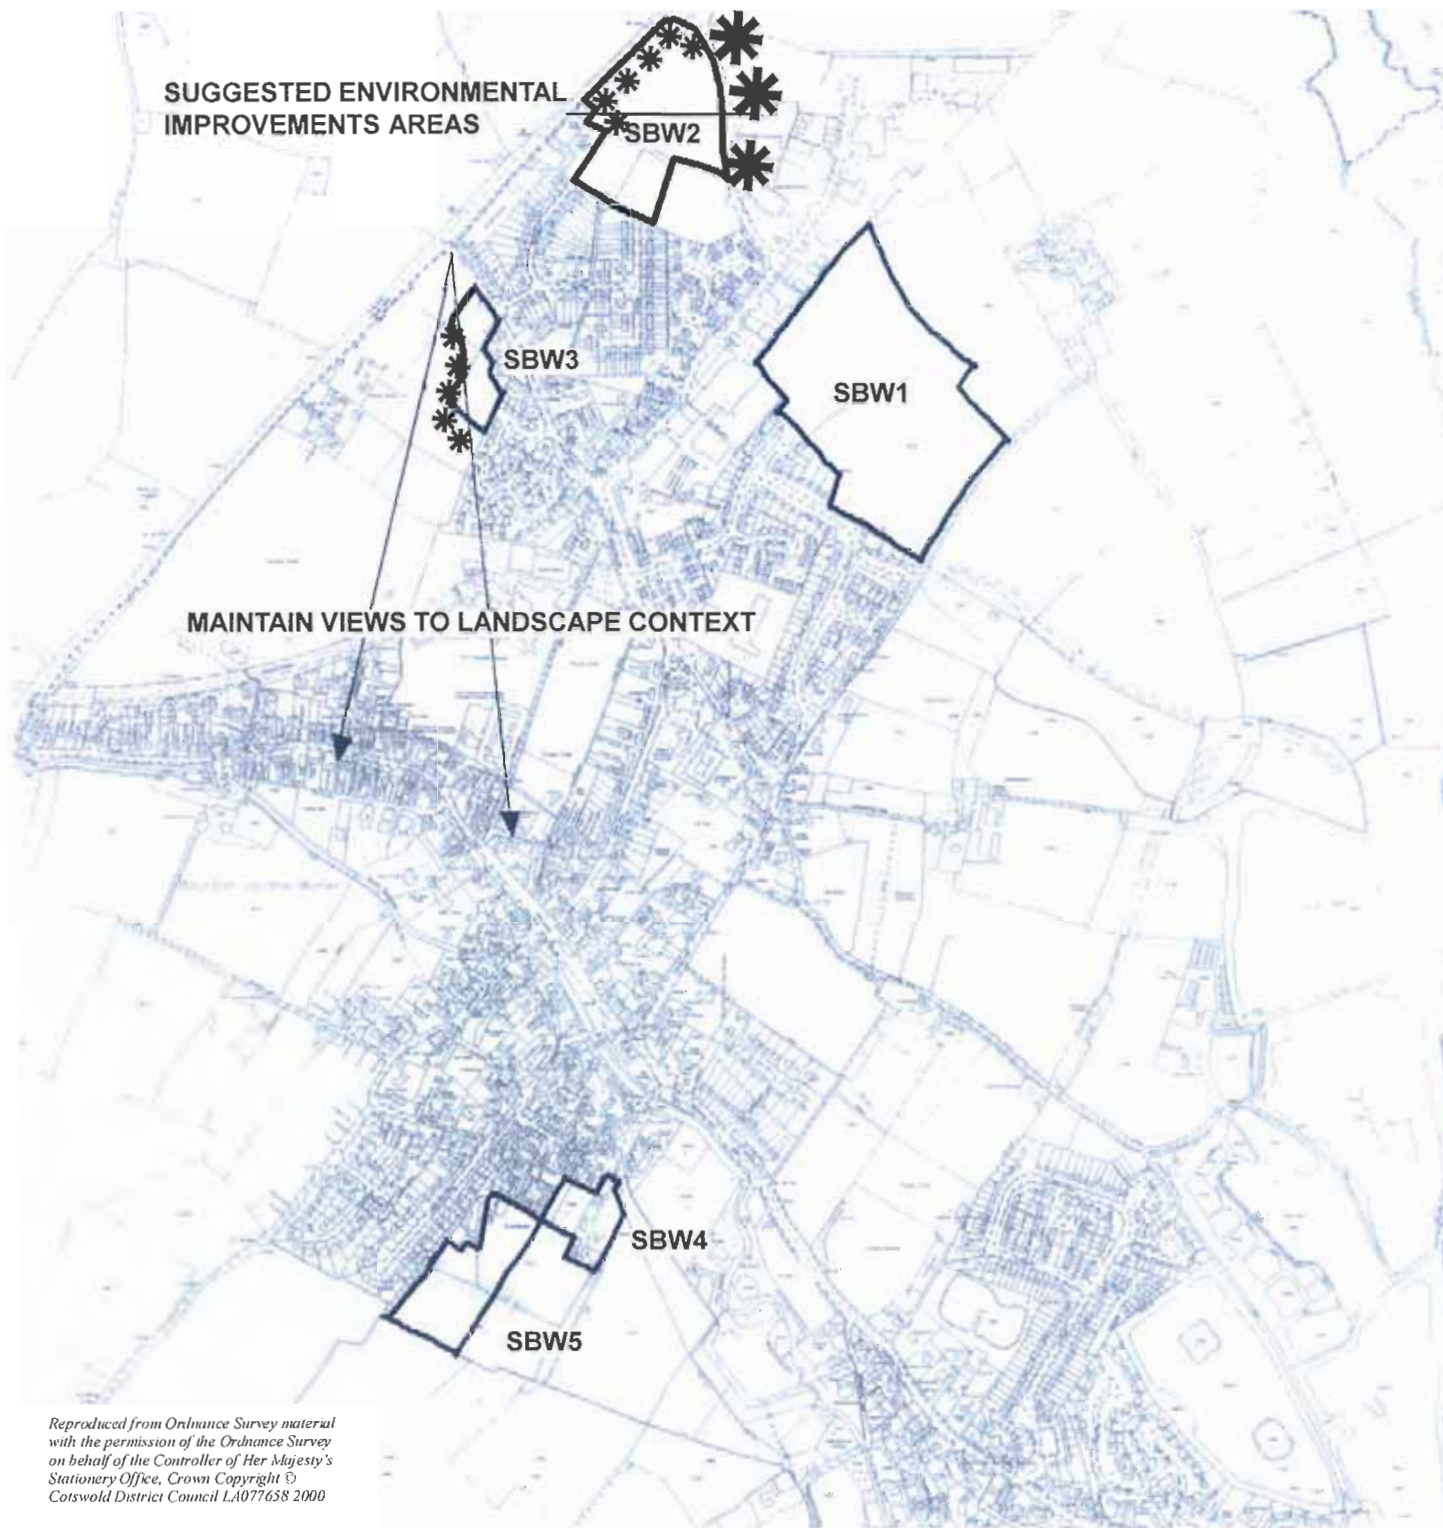 SUGGESTED ENVIRONMENTAL
IMPROVEMENTS AREAS
SBW2
SBW3
SBW1
MAINTAIN VIEWS TO LANDSCAPE CONTEXT
SBW4
SBW5
Reproduced from Ordnance Survey material
with the permission of the Ordnance Survey
on behalf of the Controller of Her Majesty's
Stationery Office, Crown Copyright ©
Cotswold District Council LA077658 2000